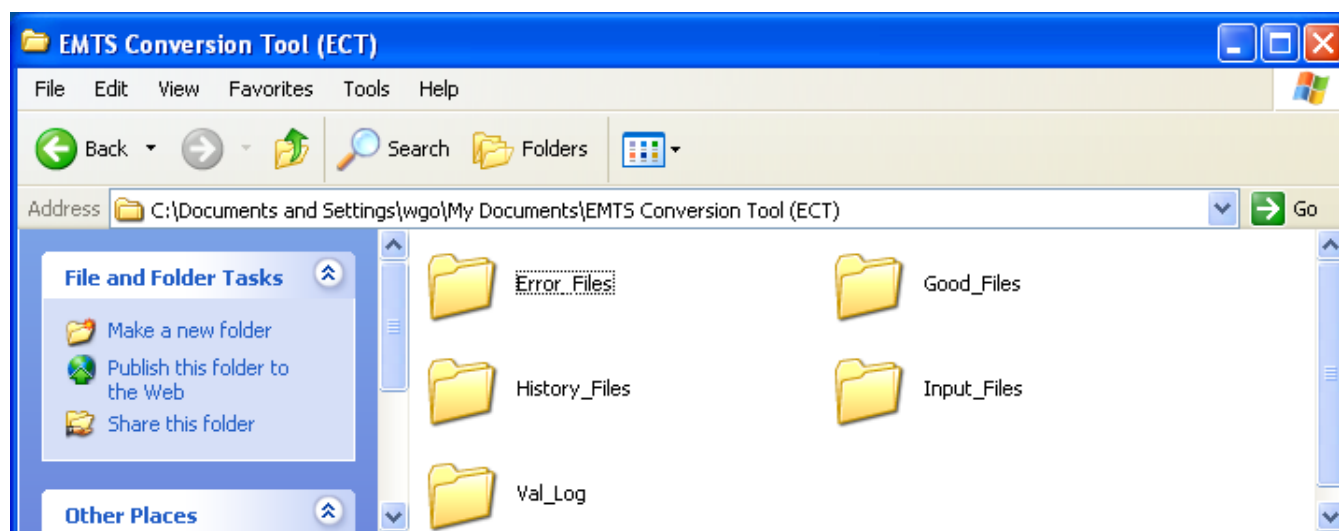 EMTS Conversion Tool (ECT)
File Edit View Favorites Tools Help
Back Search Folders
Address C:\Documents and Settings\wgo\My Documents\EMTS Conversion Tool (ECT) Go
File and Folder Tasks
Make a new folder
Publish this folder to
the Web
Share this folder
Other Places
Error_Files Good_Files
History_Files Input_Files
Val_Log